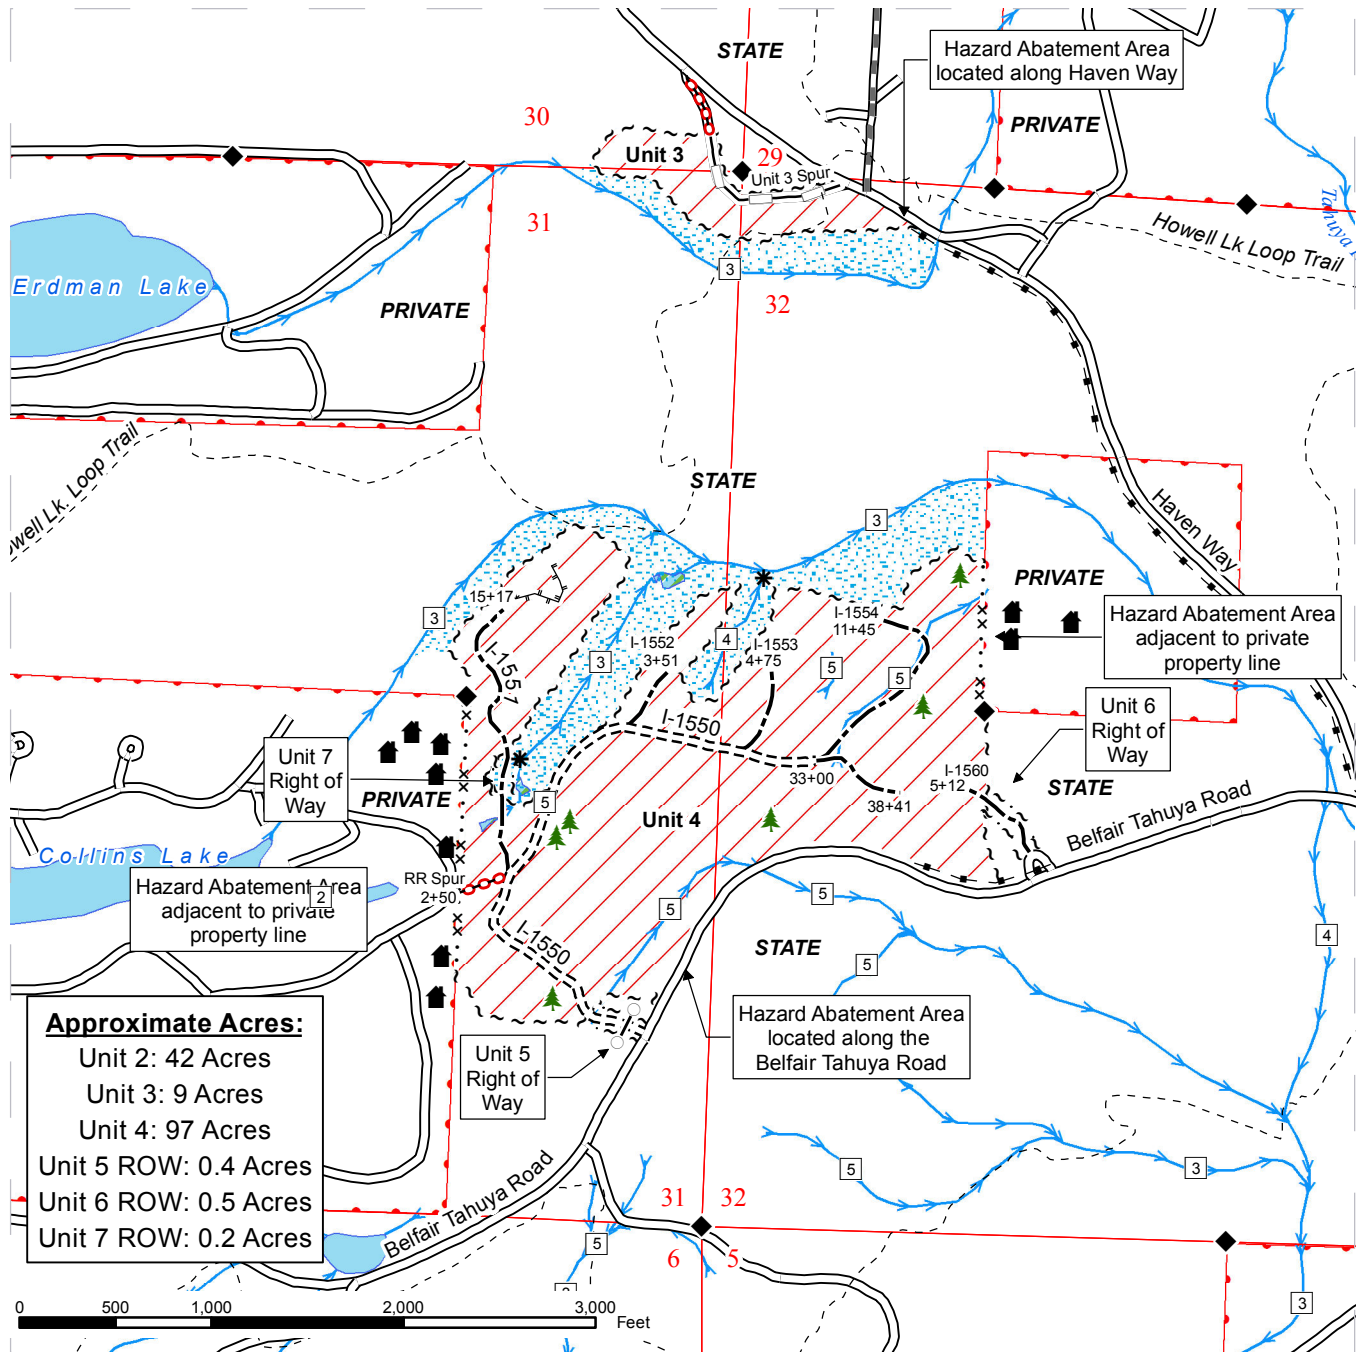 STATE
Hazard Abatement Area
located along Haven Way
30
PRIVATE
Unit 3
29
Unit 3 Spur
31
Howell Lk Loop Trail
Tahuya
3
Erdman Lake
PRIVATE
32
Howell Lk. Loop Trail
STATE
Haven Way
3
PRIVATE
15+17
3
I-1554
11+45
Hazard Abatement Area
adjacent to private
property line
I-1551
I-1552
3+51
4
I-1553
4+75
3
5
5
Unit 6
Right of
Way
I-1550
Unit 7
Right of
Way
33+00
I-1560
5+12
STATE
PRIVATE
5
38+41
Belfair Tahuya Road
Unit 4
Collins Lake
RR Spur
2+50
Hazard Abatement Area
adjacent to private
property line
2
5
5
I-1550
STATE
4
5
Approximate Acres:
Unit 2: 42 Acres
Unit 3: 9 Acres
Unit 4: 97 Acres
Unit 5 ROW: 0.4 Acres
Unit 6 ROW: 0.5 Acres
Unit 7 ROW: 0.2 Acres
Hazard Abatement Area
located along the
Belfair Tahuya Road
Unit 5
Right of
Way
5
3
Belfair Tahuya Road
31
32
5
6
5
3
0
500
1,000
2,000
3,000
Feet